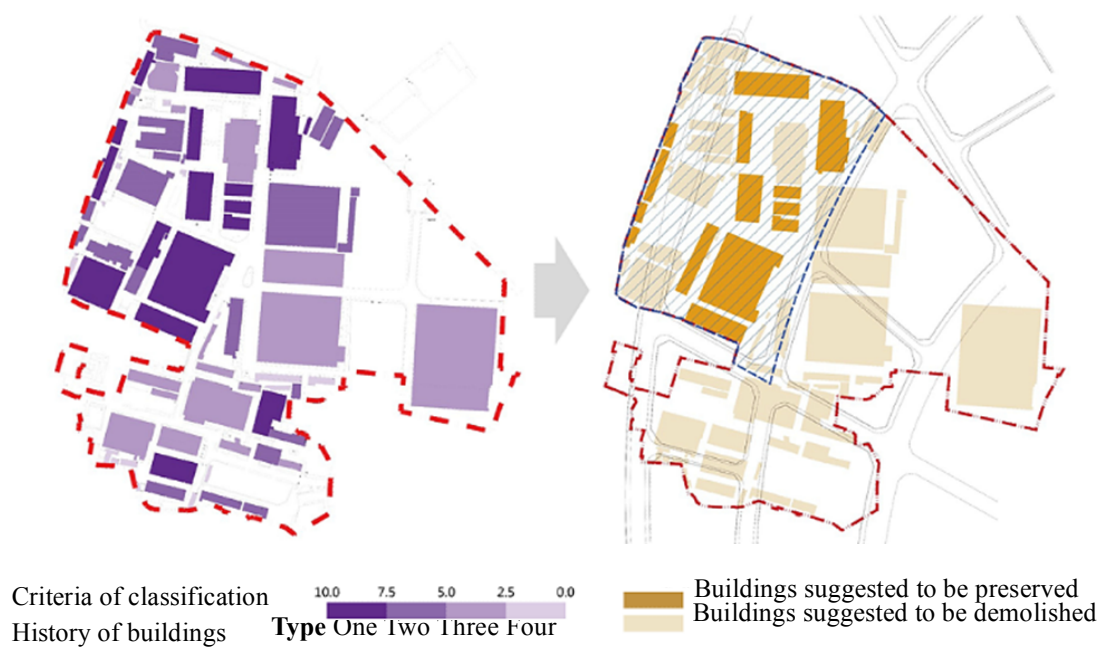 Criteria of classification
History of buildings
10.0 7.5 5.0 2.5 0.0
Type One Two Three Four
Buildings suggested to be preserved
Buildings suggested to be demolished